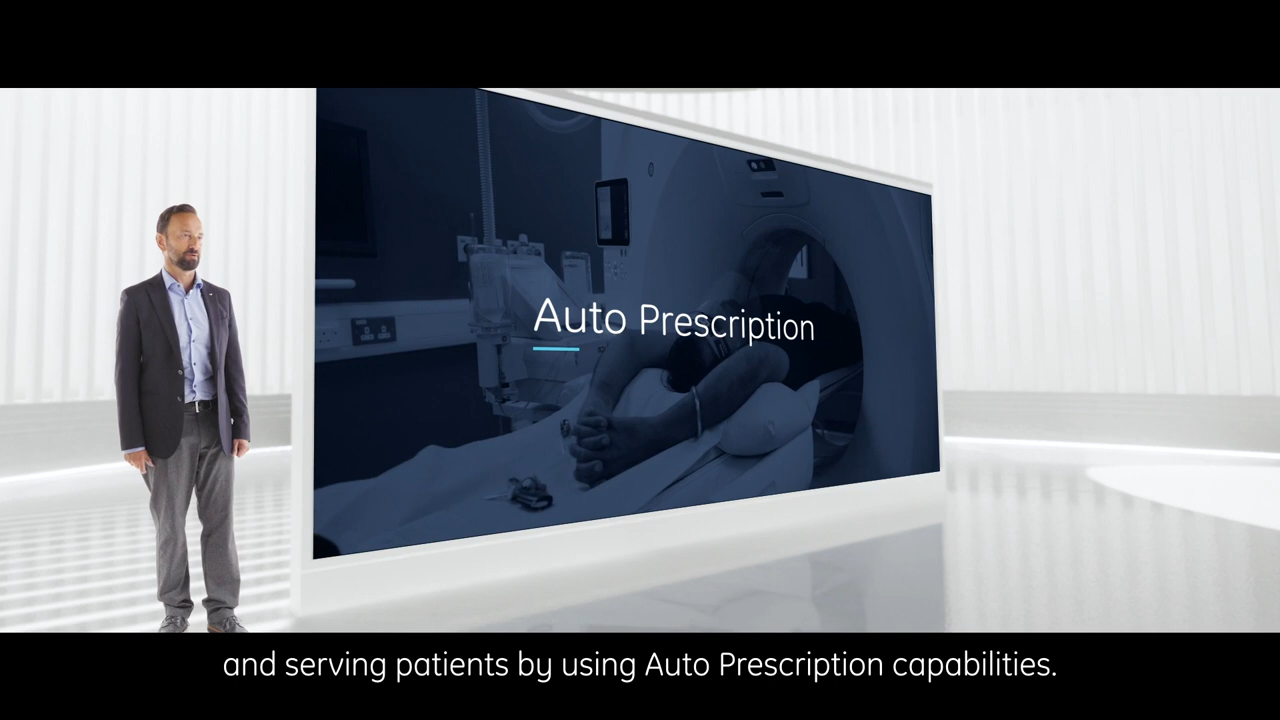 Auto Prescription
and serving patients by using Auto Prescription capabilities.